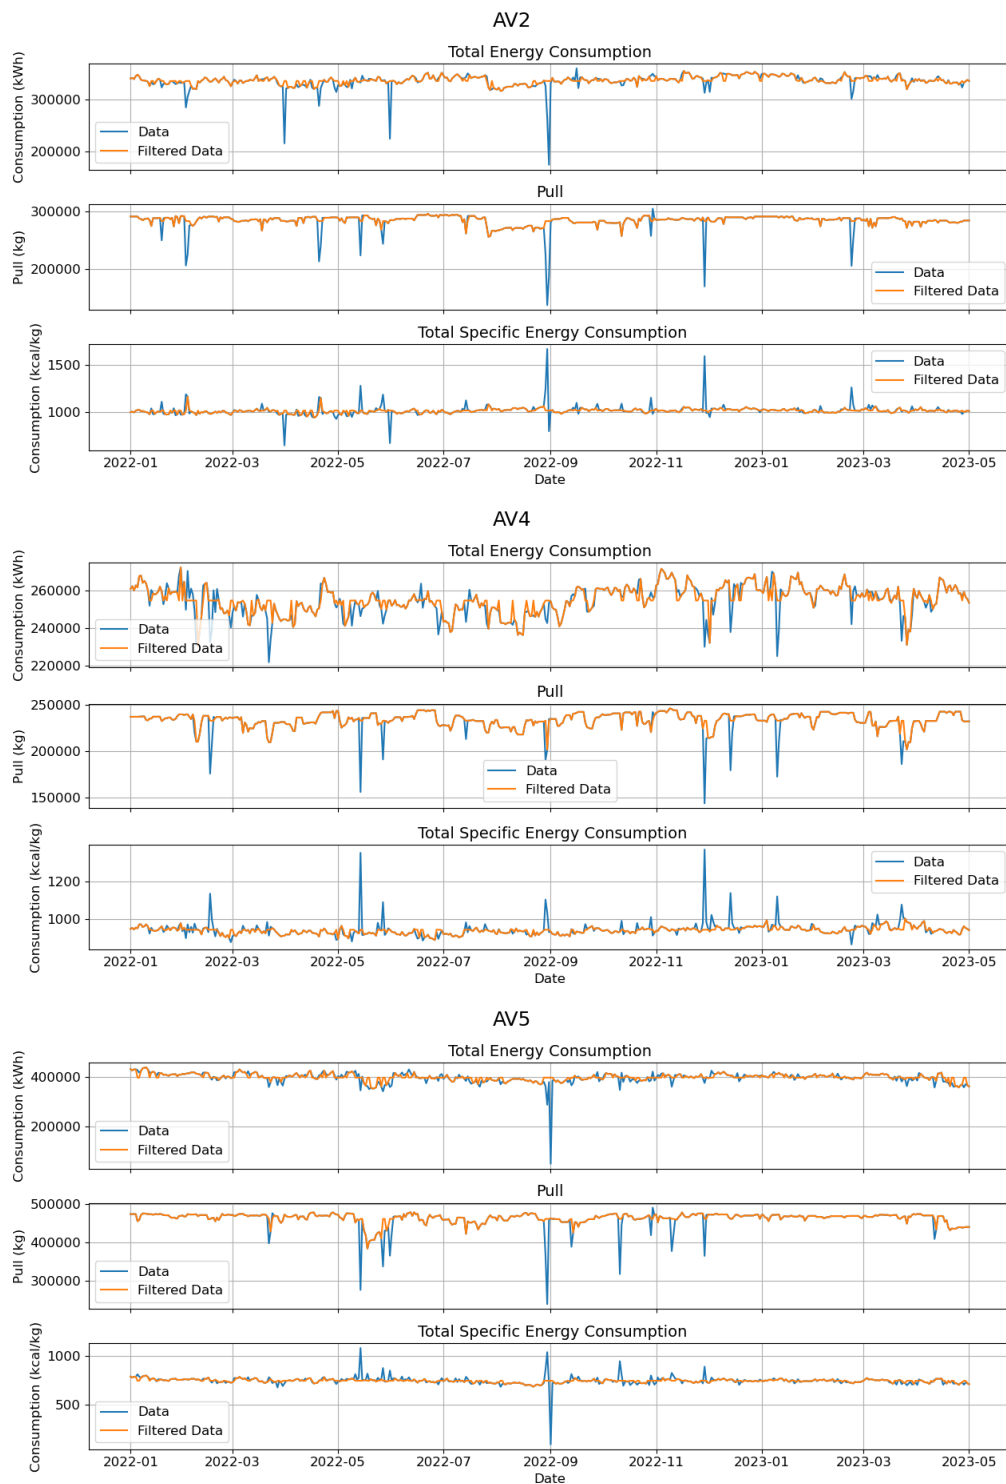 AV2
Total Energy Consumption
Consumption (kWh)
300000
200000
Data
Filtered Data
Pull
Pull (kg)
300000
200000
Data
Filtered Data
Total Specific Energy Consumption
Consumption (kcal/kg)
1500
1000
Data
Filtered Data
2022-01 2022-03 2022-05 2022-07 2022-09 2022-11 2023-01 2023-03 2023-05
Date
AV4
Total Energy Consumption
Consumption (kWh)
260000
240000
220000
Data
Filtered Data
Pull
Pull (kg)
250000
200000
150000
Data
Filtered Data
Total Specific Energy Consumption
Consumption (kcal/kg)
1200
1000
Data
Filtered Data
2022-01 2022-03 2022-05 2022-07 2022-09 2022-11 2023-01 2023-03 2023-05
Date
AV5
Total Energy Consumption
Consumption (kWh)
400000
200000
Data
Filtered Data
Pull
Pull (kg)
500000
400000
300000
Data
Filtered Data
Total Specific Energy Consumption
Consumption (kcal/kg)
1000
500
Data
Filtered Data
2022-01 2022-03 2022-05 2022-07 2022-09 2022-11 2023-01 2023-03 2023-05
Date